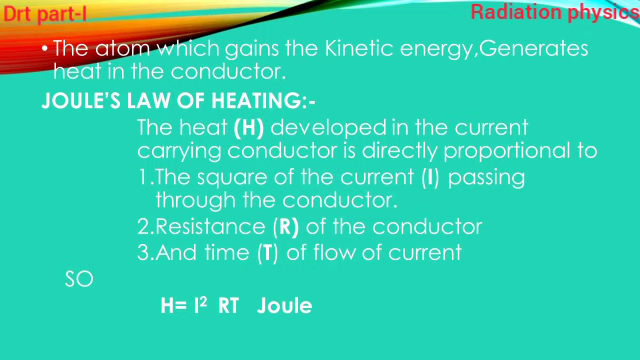 Drt part-I
Radiation physics
• The atom which gains the Kinetic energy,Generates
heat in the conductor.
JOULE'S LAW OF HEATING:-
The heat (H) developed in the current
carrying conductor is directly proportional to
1.The square of the current (I) passing
through the conductor.
2.Resistance (R) of the conductor
3.And time (T) of flow of current
SO
H= I² RT Joule